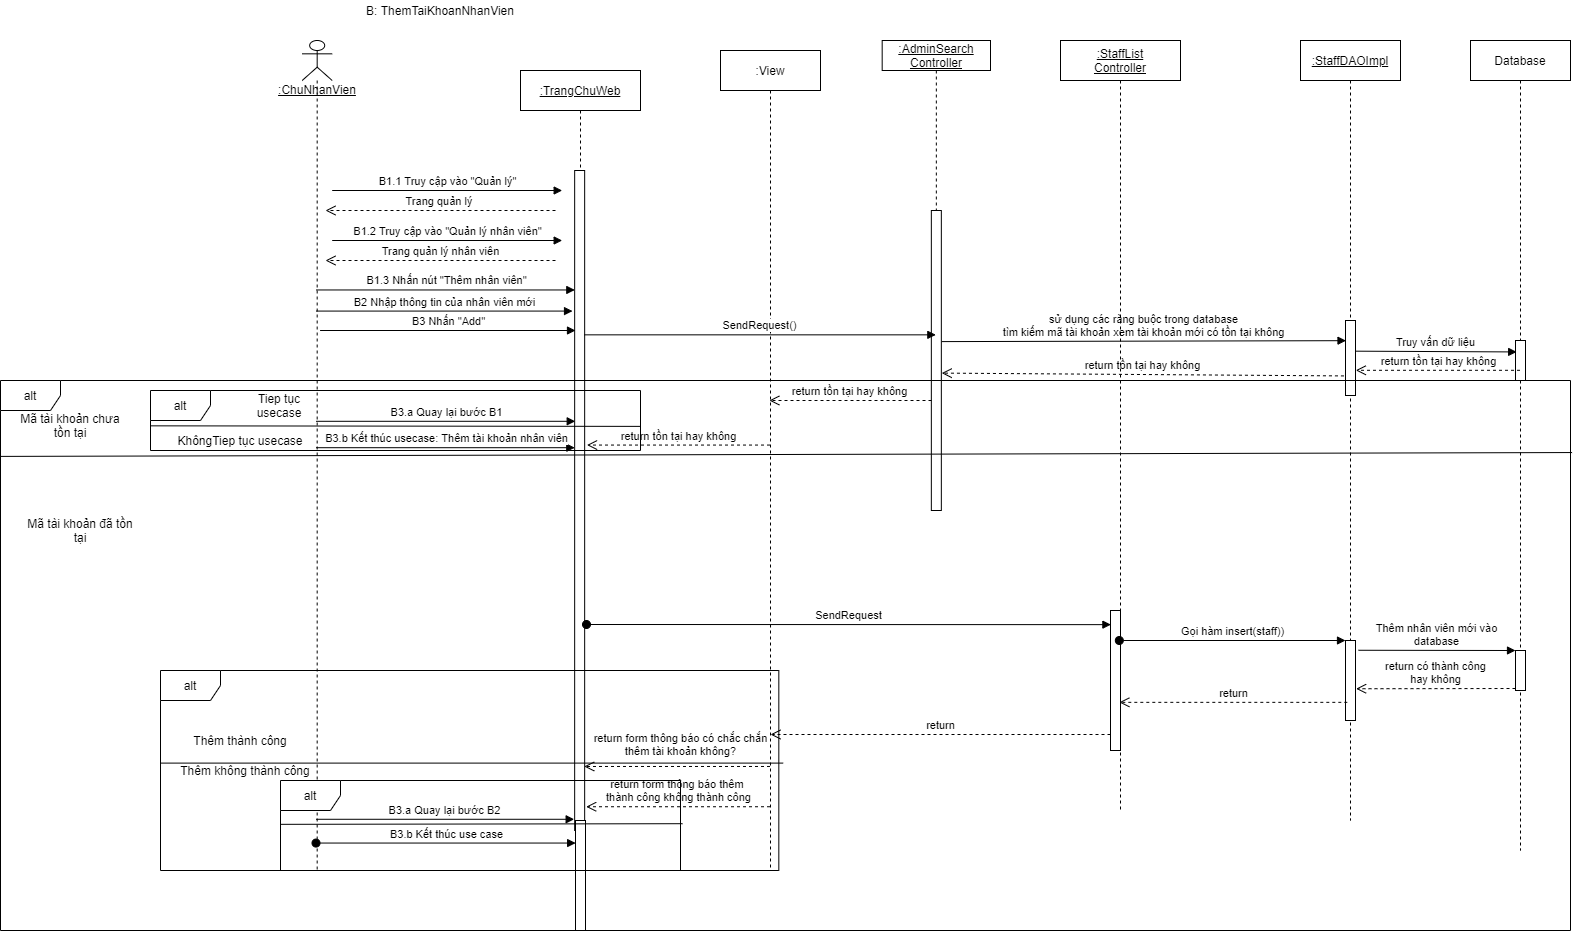 B: ThemTaiKhoanNhanVien
:ChuNhanVien
:TrangChuWeb
:View
:AdminSearch
Controller
:StaffList
Controller
:StaffDAOImpl
Database
B1.1 Truy cập vào "Quản lý"
Trang quản lý
B1.2 Truy cập vào "Quản lý nhân viên"
Trang quản lý nhân viên
B1.3 Nhấn nút "Thêm nhân viên"
B2 Nhập thông tin của nhân viên mới
B3 Nhấn "Add"
SendRequest()
sử dụng các ràng buộc trong database
tìm kiếm mã tài khoản xem tài khoản mới có tồn tại không
Truy vấn dữ liệu
return tồn tại hay không
return tồn tại hay không
return tồn tại hay không
alt
Mã tài khoản chưa
tồn tại
alt
Tiep tục
usecase
B3.a Quay lại bước B1
KhôngTiep tục usecase
B3.b Kết thúc usecase: Thêm tài khoản nhân viên
return tồn tại hay không
Mã tài khoản đã tồn
tại
SendRequest
Gọi hàm insert(staff))
Thêm nhân viên mới vào
database
return có thành công
hay không
return
return
alt
Thêm thành công
return form thông báo có chắc chắn
thêm tài khoản không?
Thêm không thành công
alt
return form thông báo thêm
thành công không thành công
B3.a Quay lại bước B2
B3.b Kết thúc use case